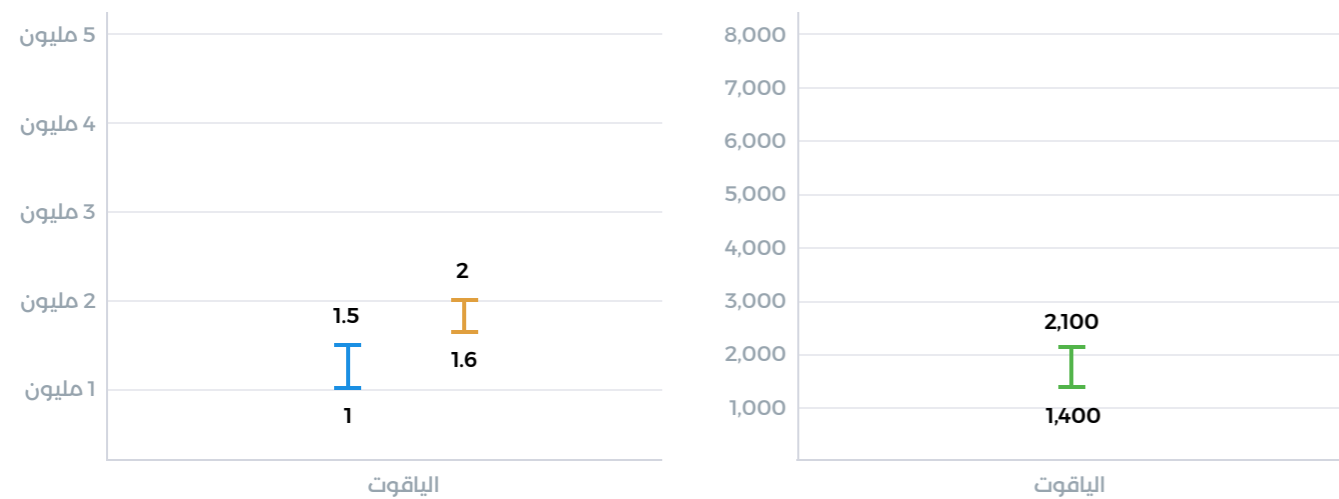 5 مليون
4 مليون
3 مليون
2 مليون
1 مليون
2
1.5
1.6
1
الياقوت
8,000
7,000
6,000
5,000
4,000
3,000
2,000
1,000
2,100
1,400
الياقوت